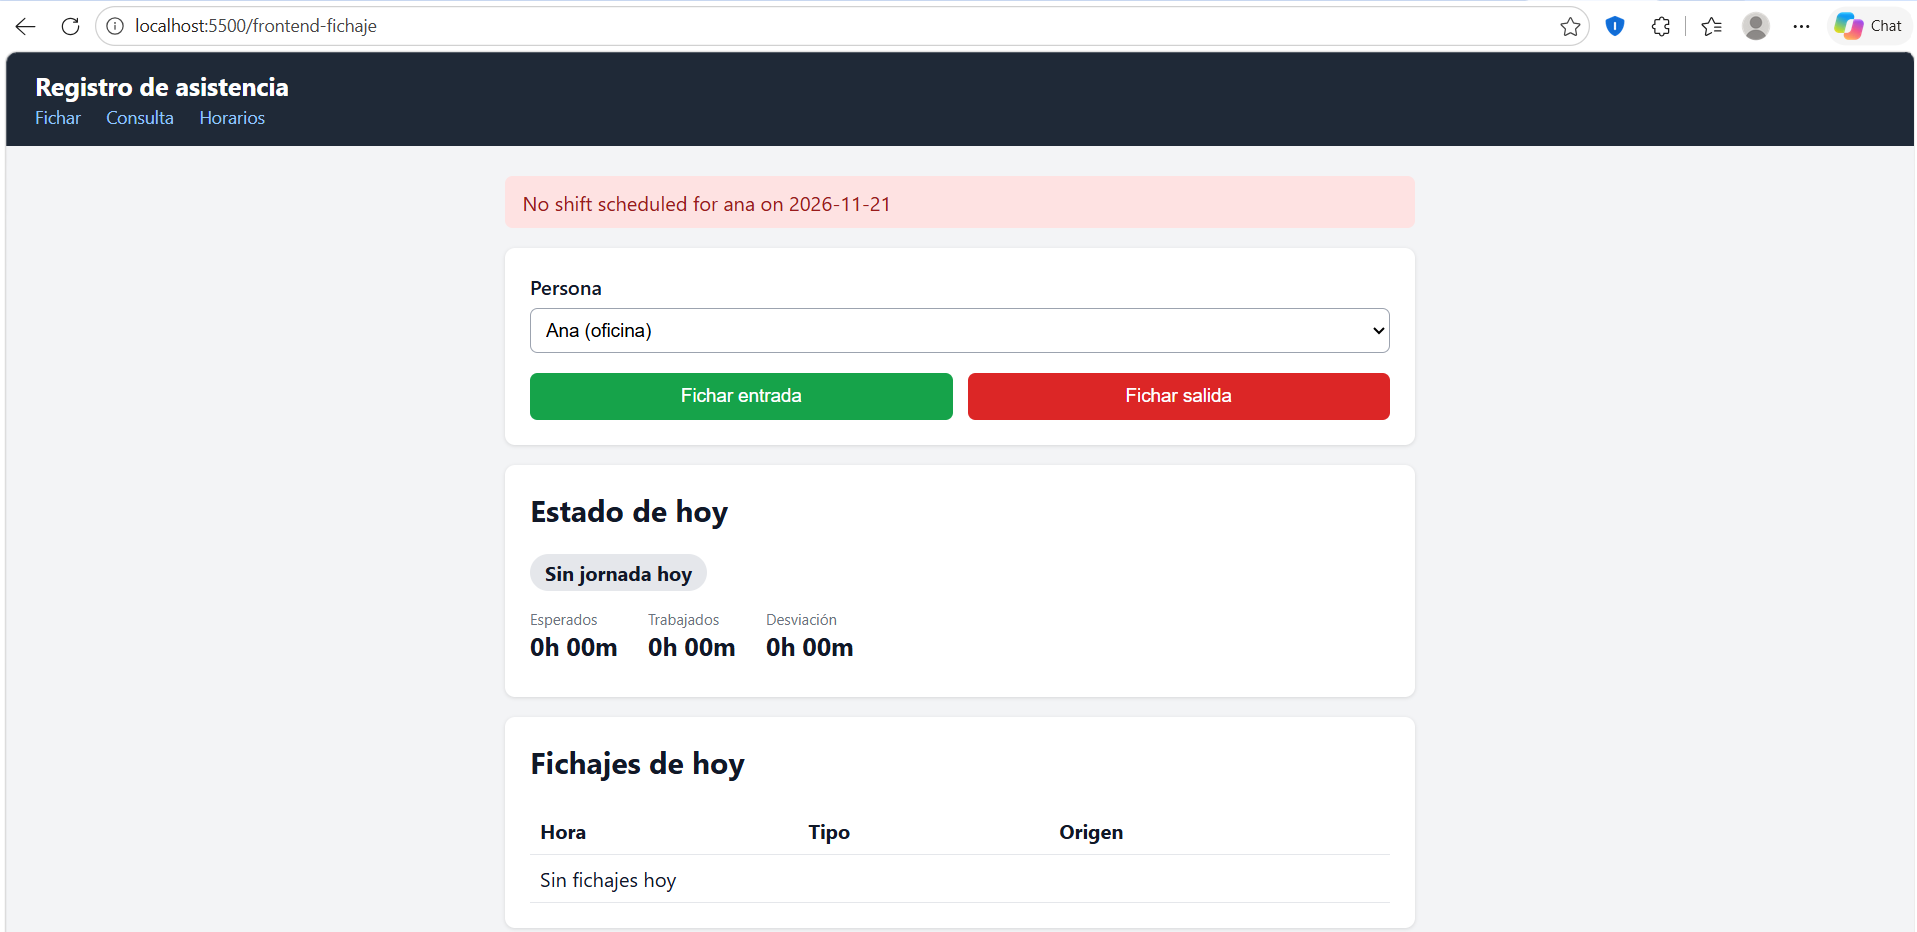 localhost:5500/frontend-fichaje
Chat
Registro de asistencia
Fichar Consulta Horarios
No shift scheduled for ana on 2026-11-21
Persona
Ana (oficina)
Fichar entrada Fichar salida
Estado de hoy
Sin jornada hoy
Esperados Trabajados Desviación
0h 00m 0h 00m 0h 00m
Fichajes de hoy
Hora Tipo Origen
Sin fichajes hoy